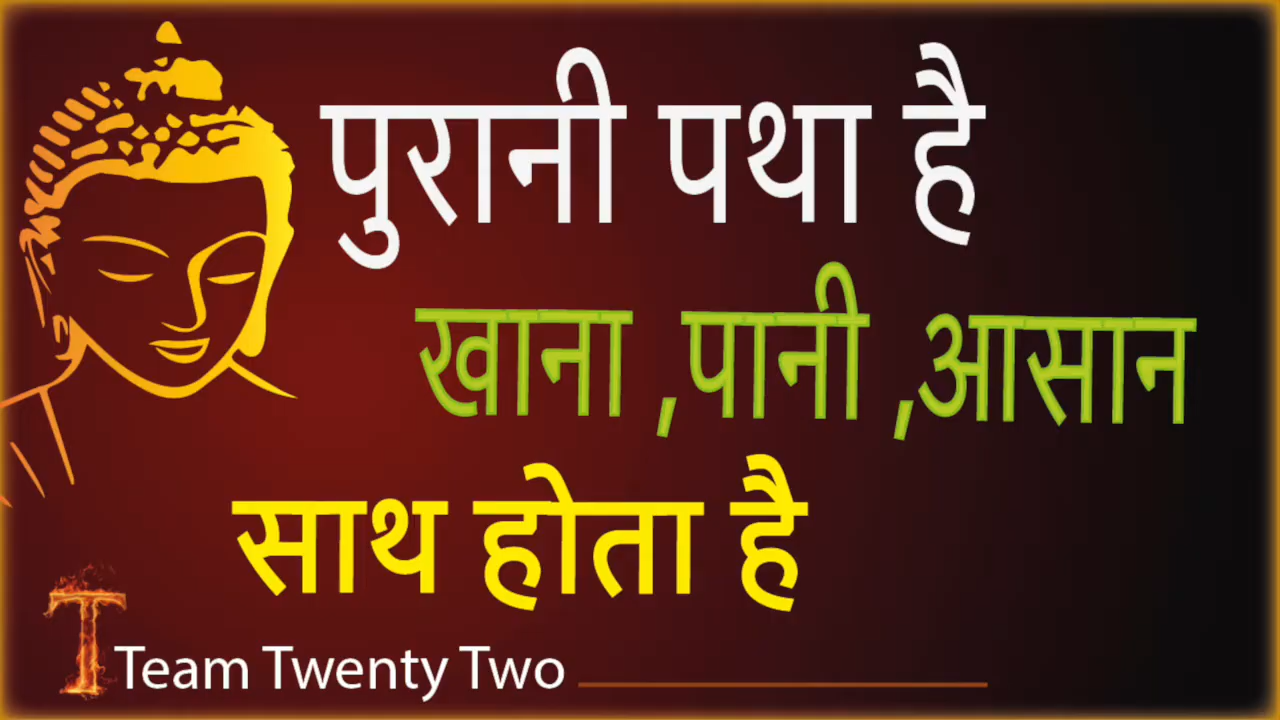 पुरानी पथा है
खाना ,पानी ,आसान
साथ होता है
T Team Twenty Two